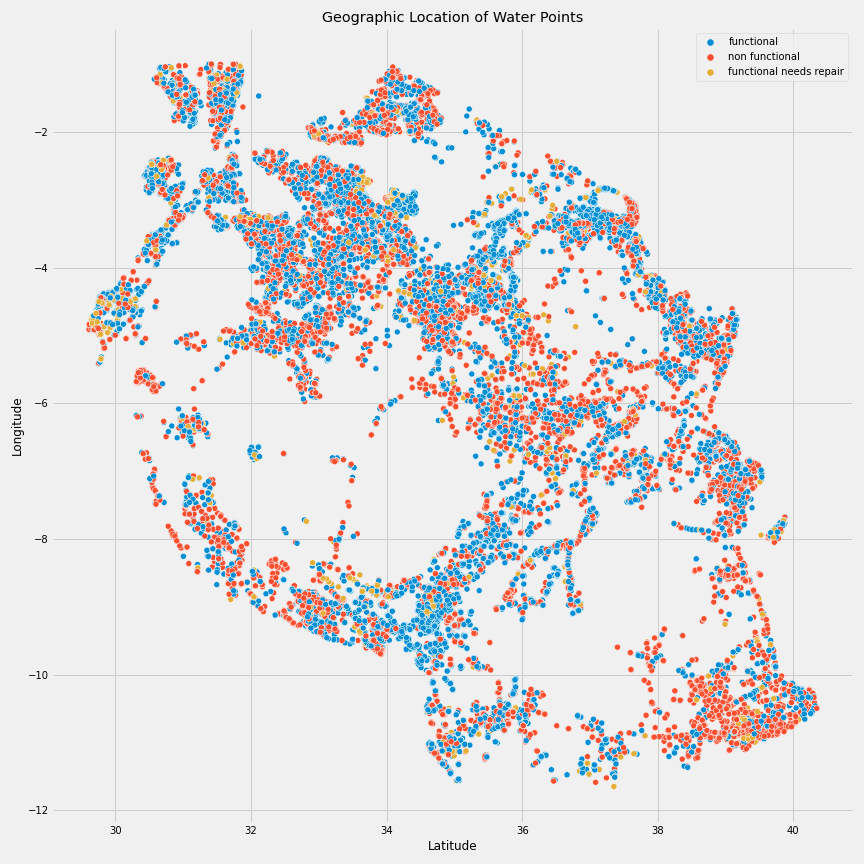 Geographic Location of Water Points
functional
non functional
functional needs repair
−2
−4
−6
−8
−10
−12
Longitude
30
32
34
36
38
40
Latitude